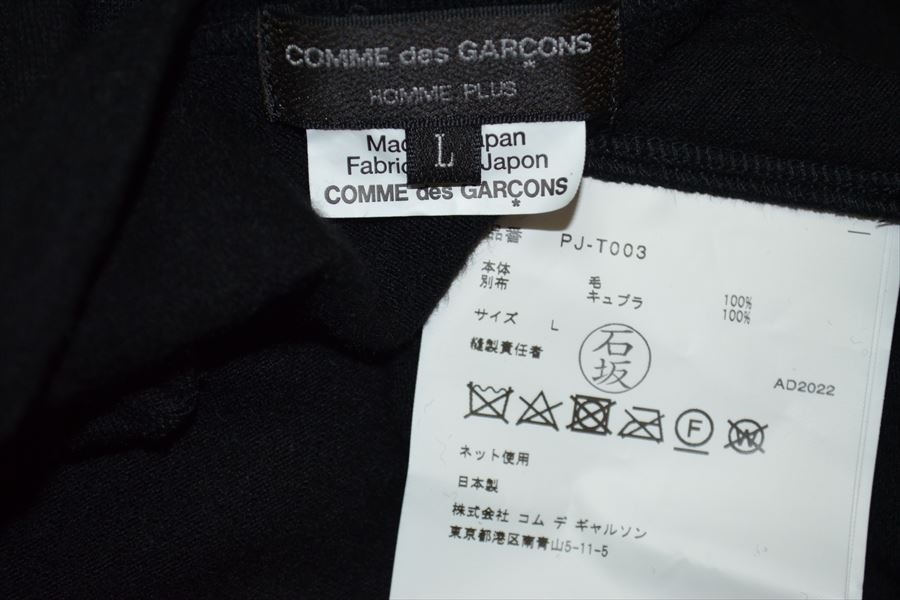 COMME des GARÇONS
HOMME PLUS
L
Japon
COMME des GARÇONS
品番 PJ-T003
本体 毛 100%
別布 キュプラ 100%
サイズ L
縫製責任者 石坂
AD2022
F
W
ネット使用
日本製
株式会社 コム デ ギャルソン
東京都港区南青山5-11-5